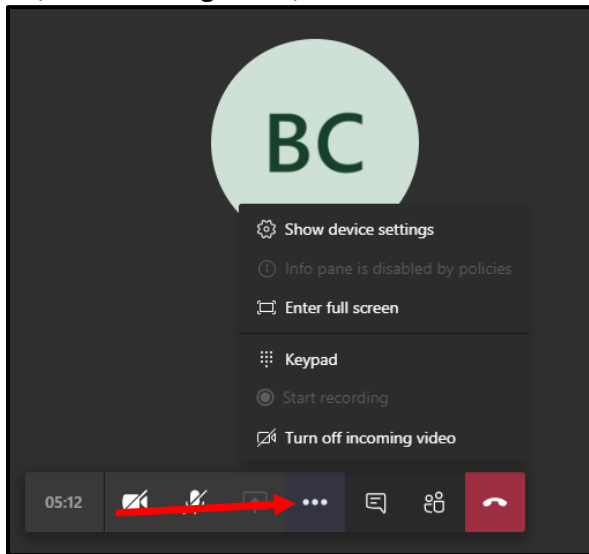 BC
Show device settings
Info pane is disabled by policies
Enter full screen
Keypad
Start recording
Turn off incoming video
05:12